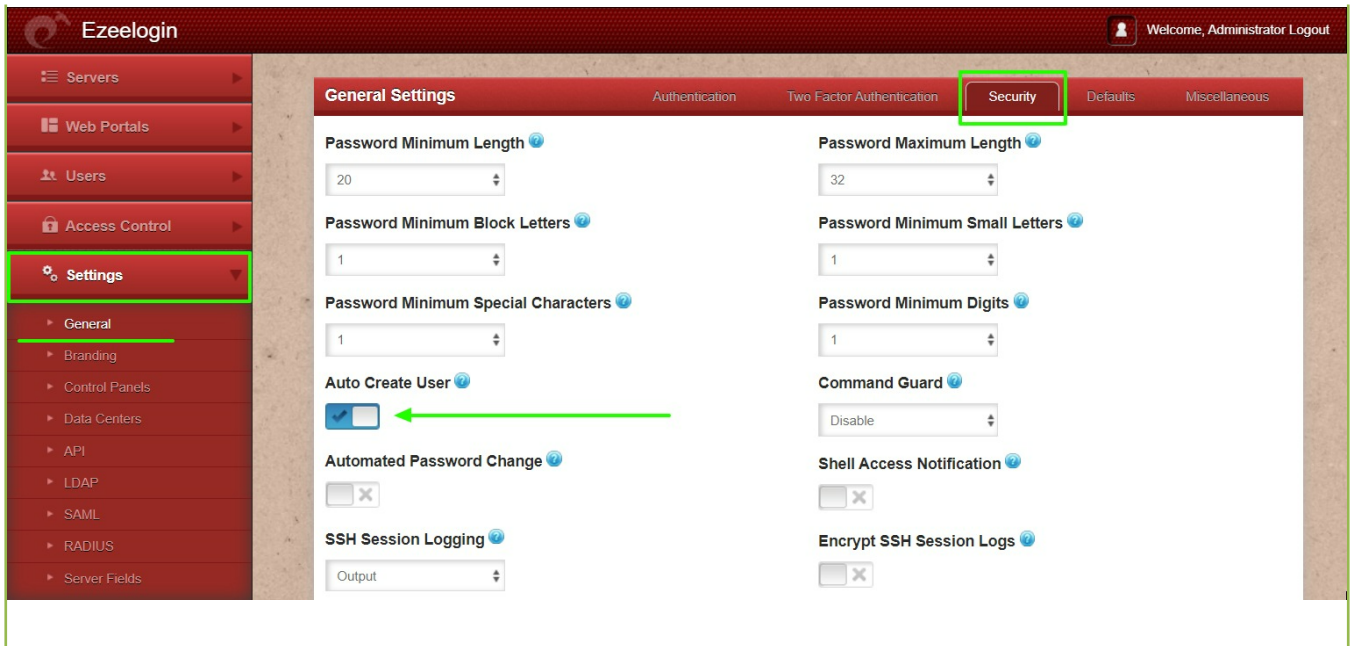 Ezeelogin
Welcome, Administrator Logout
Servers
Web Portals
Users
Access Control
Settings
General
Branding
Control Panels
Data Centers
API
LDAP
SAML
RADIUS
Server Fields
General Settings
Authentication
Two Factor Authentication
Security
Defaults
Miscellaneous
Password Minimum Length
Password Maximum Length
20
32
Password Minimum Block Letters
Password Minimum Small Letters
1
1
Password Minimum Special Characters
Password Minimum Digits
1
1
Auto Create User
Command Guard
Disable
Automated Password Change
Shell Access Notification
SSH Session Logging
Encrypt SSH Session Logs
Output